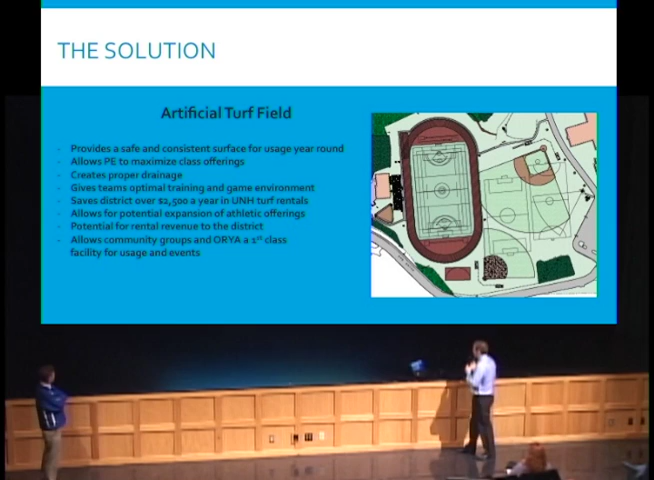 THE SOLUTION
Artificial Turf Field
- Provides a safe and consistent surface for usage year round
- Allows PE to maximize class offerings
- Creates proper drainage
- Gives teams optimal training and game environment
- Saves district over $2,500 a year in UNH turf rentals
- Allows for potential expansion of athletic offerings
- Potential for rental revenue to the district
- Allows community groups and ORYA a 1st class
facility for usage and events